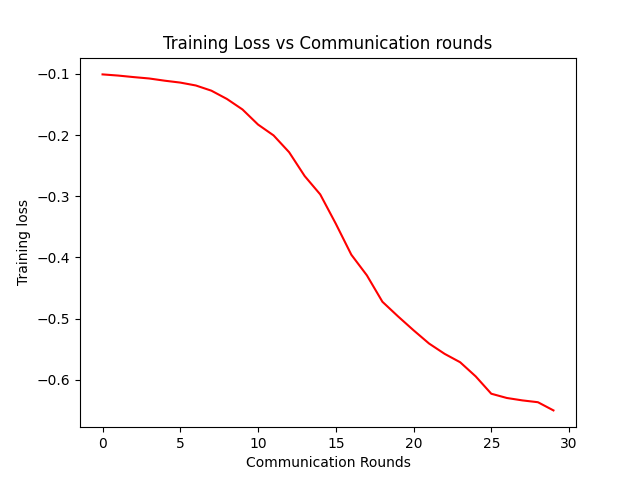 Training Loss vs Communication rounds
−0.1
−0.2
−0.3
−0.4
−0.5
−0.6
Training loss
0 5 10 15 20 25 30
Communication Rounds